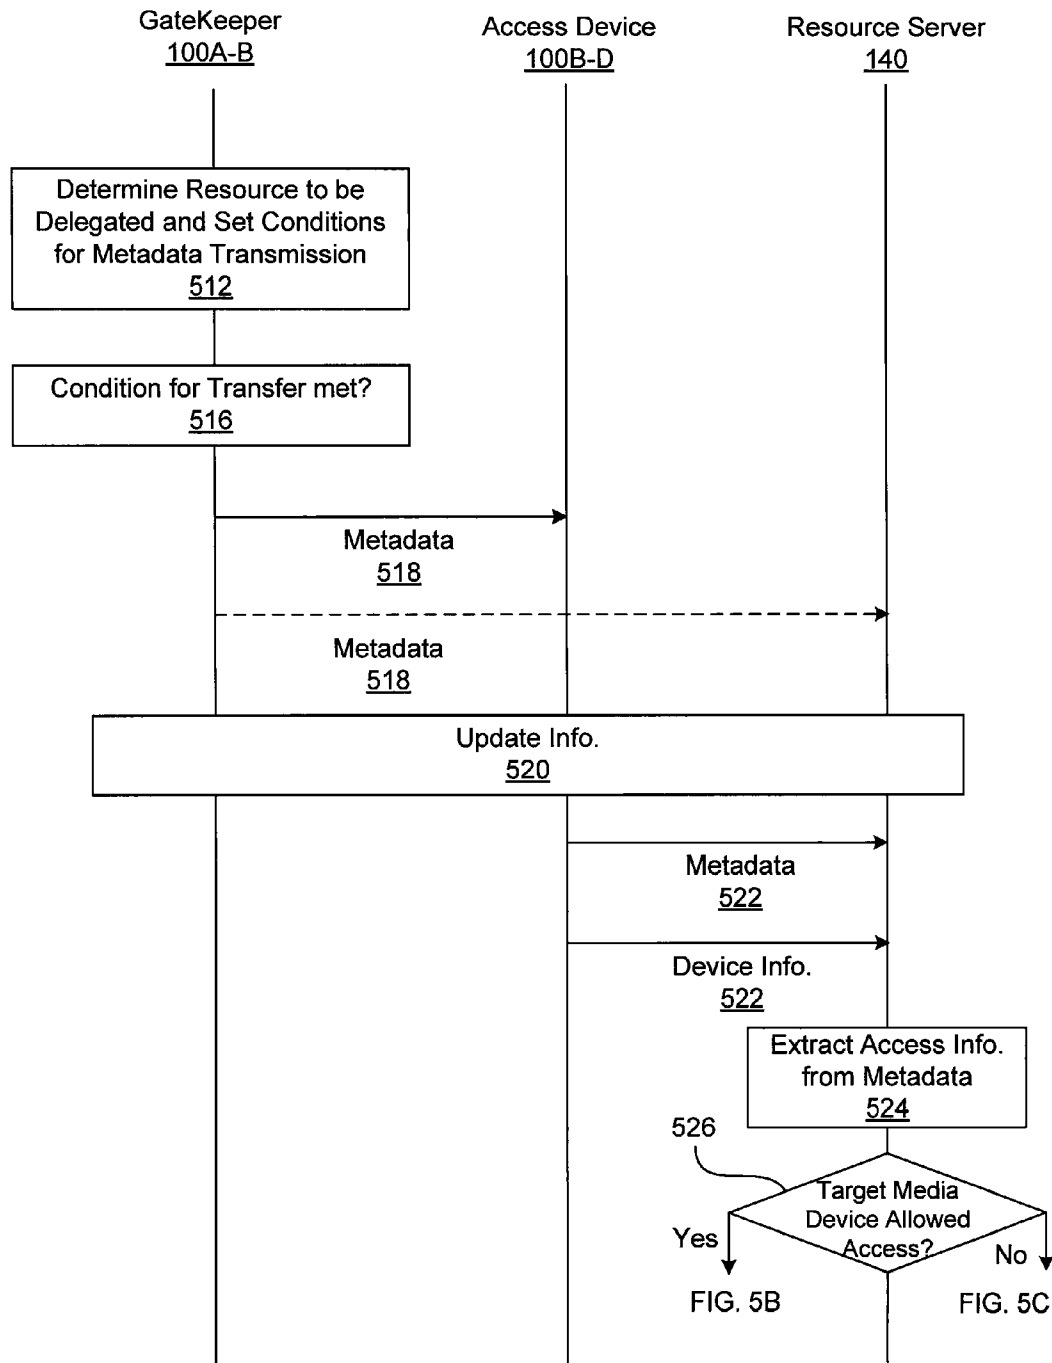 GateKeeper
100A-B
Access Device
100B-D
Resource Server
140
Determine Resource to be
Delegated and Set Conditions
for Metadata Transmission
512
Condition for Transfer met?
516
Metadata
518
Metadata
518
Update Info.
520
Metadata
522
Device Info.
522
Extract Access Info.
from Metadata
524
526
Target Media
Device Allowed
Access?
Yes
No
FIG. 5B
FIG. 5C